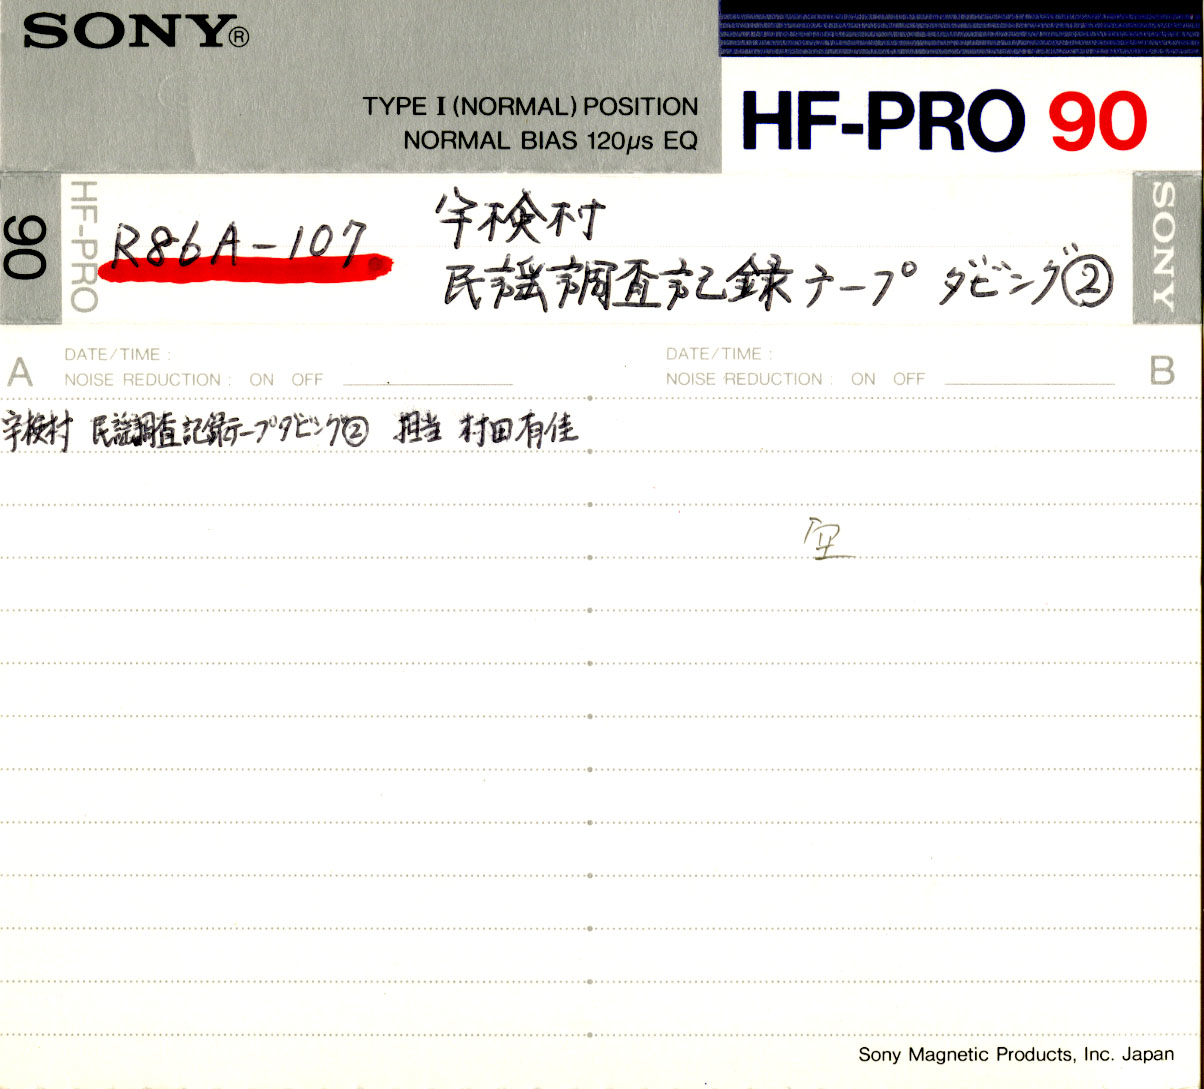 SONY®
TYPE I (NORMAL) POSITION
NORMAL BIAS 120μs EQ
HF-PRO 90
90
HF-PRO
R86A-107
宇検村
民謡調査記録テープ ダビング②
SONY
A
DATE/TIME :
NOISE REDUCTION : ON OFF
DATE/TIME :
NOISE REDUCTION : ON OFF
B
宇検村 民謡調査記録テープダビング② 担当 村田有佳
空
Sony Magnetic Products, Inc. Japan